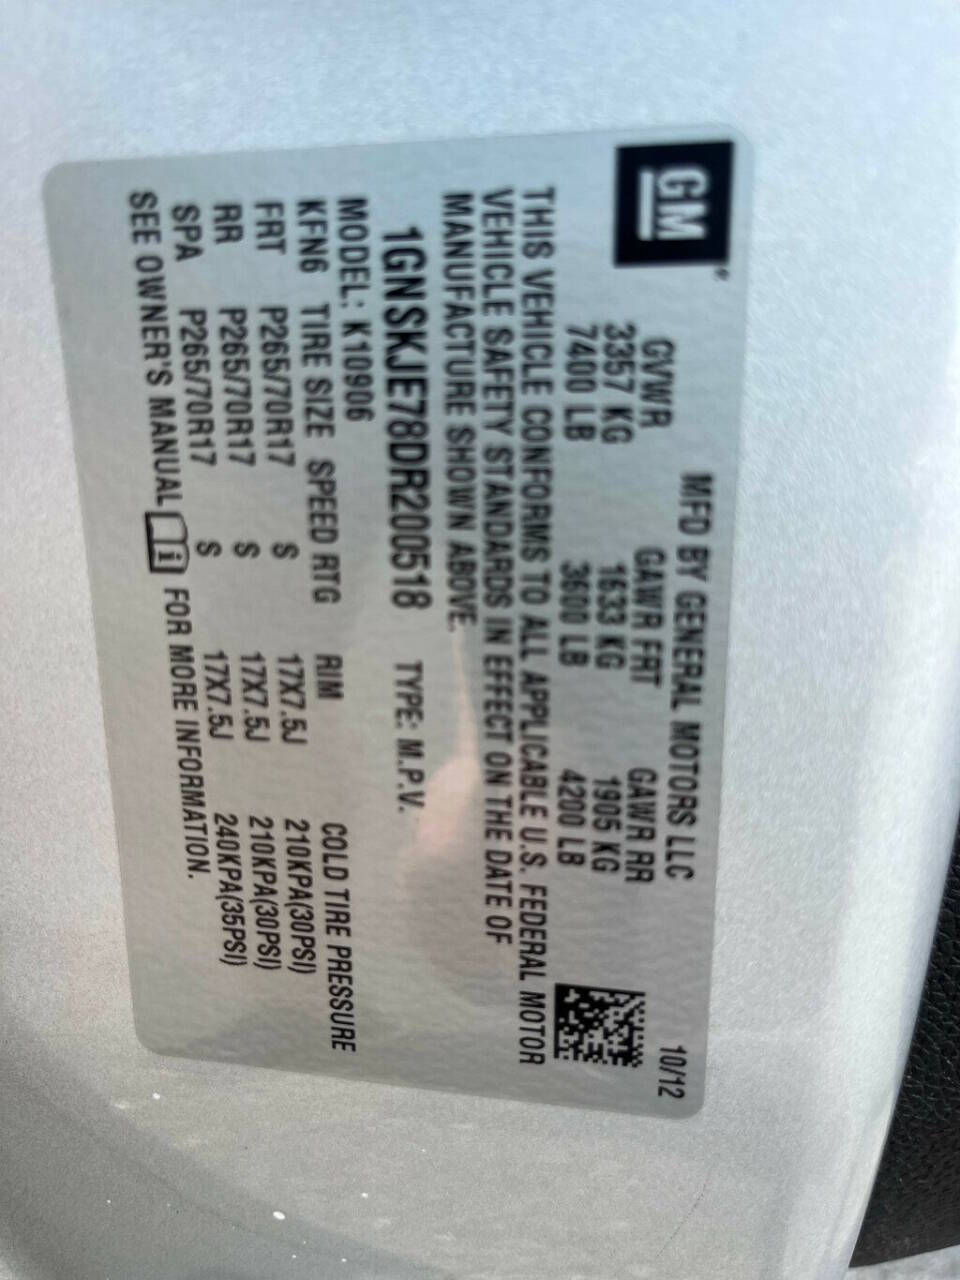 GM
MFD BY GENERAL MOTORS LLC 10/12
GVWR GAWR FRT GAWR RR
3357 KG 1633 KG 1905 KG
7400 LB 3600 LB 4200 LB
THIS VEHICLE CONFORMS TO ALL APPLICABLE U.S. FEDERAL MOTOR
VEHICLE SAFETY STANDARDS IN EFFECT ON THE DATE OF
MANUFACTURE SHOWN ABOVE.
1GNSKJE78DR200518 TYPE: M.P.V.
MODEL: K10906
KFN6 TIRE SIZE SPEED RTG RIM COLD TIRE PRESSURE
FRT P265/70R17 S 17X7.5J 210KPA(30PSI)
RR P265/70R17 S 17X7.5J 210KPA(30PSI)
SPA P265/70R17 S 17X7.5J 240KPA(35PSI)
SEE OWNER'S MANUAL i FOR MORE INFORMATION.